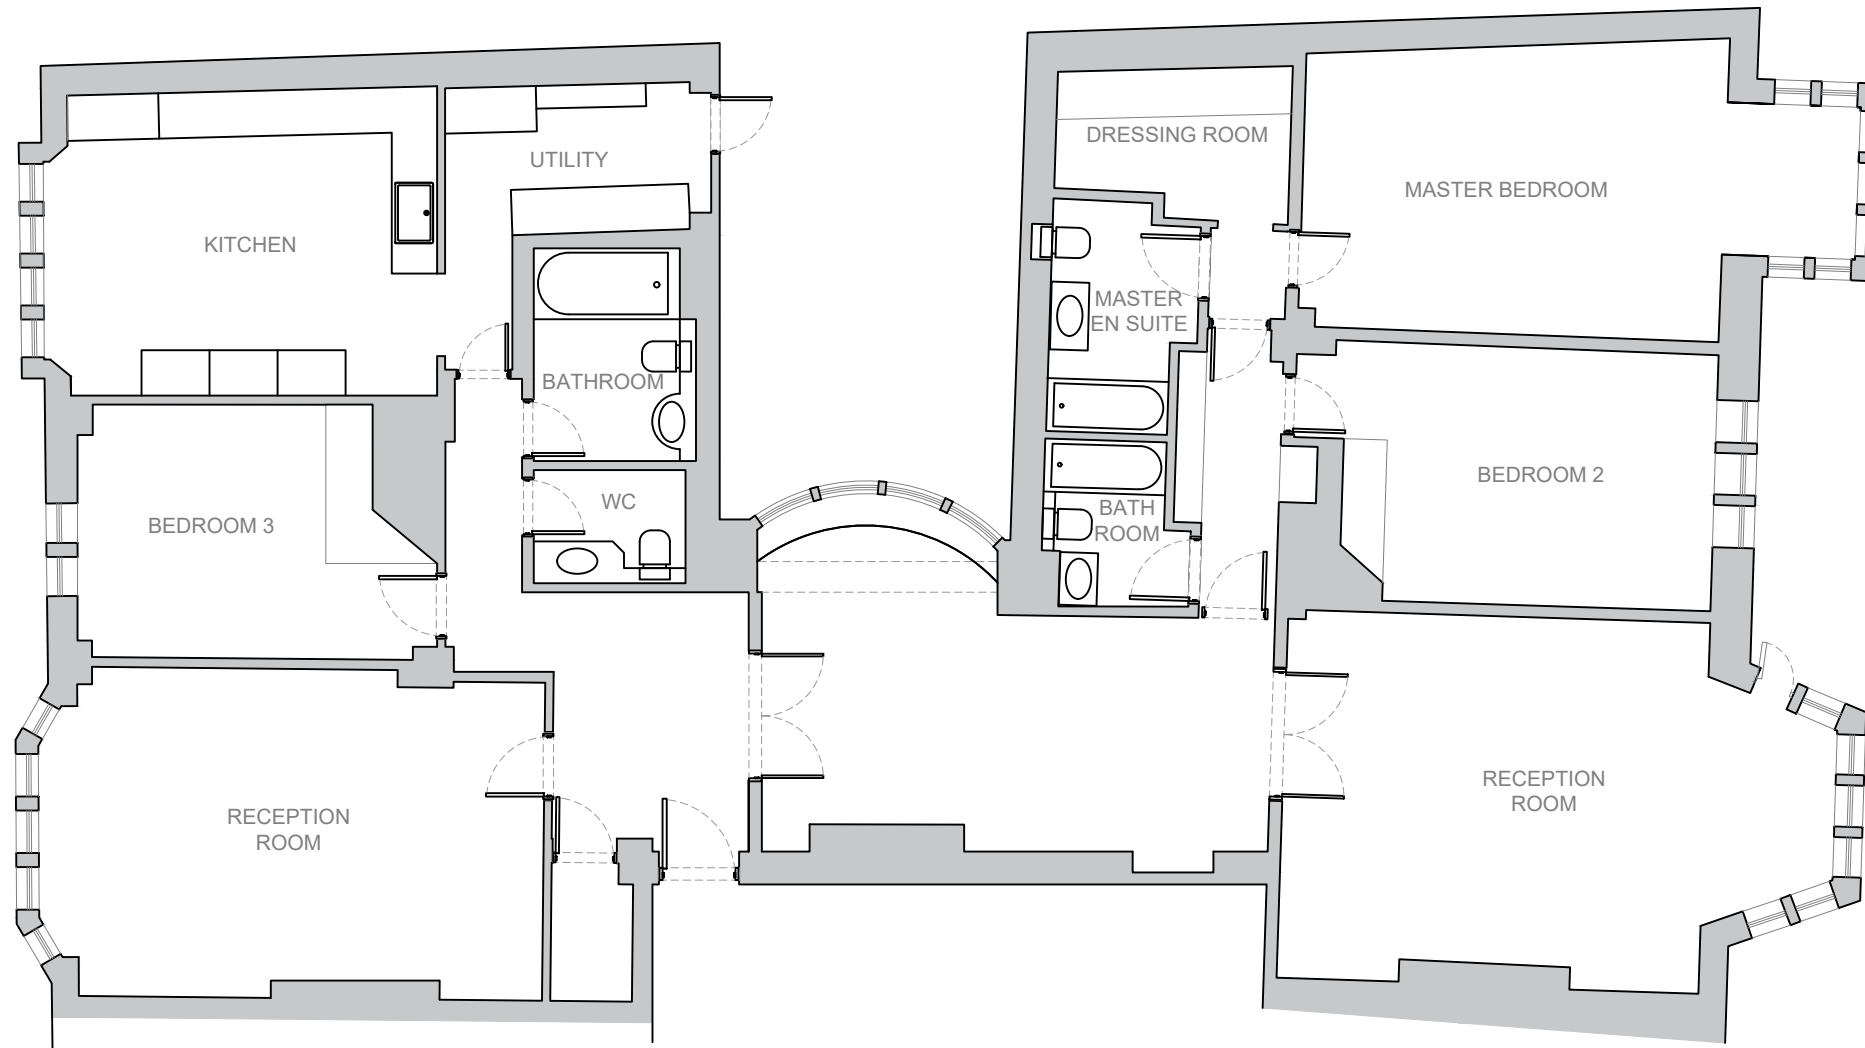 DRESSING ROOM
UTILITY
MASTER BEDROOM
KITCHEN
MASTER
EN SUITE
BATHROOM
BEDROOM 2
WC
BATH
ROOM
BEDROOM 3
RECEPTION
ROOM
RECEPTION
ROOM